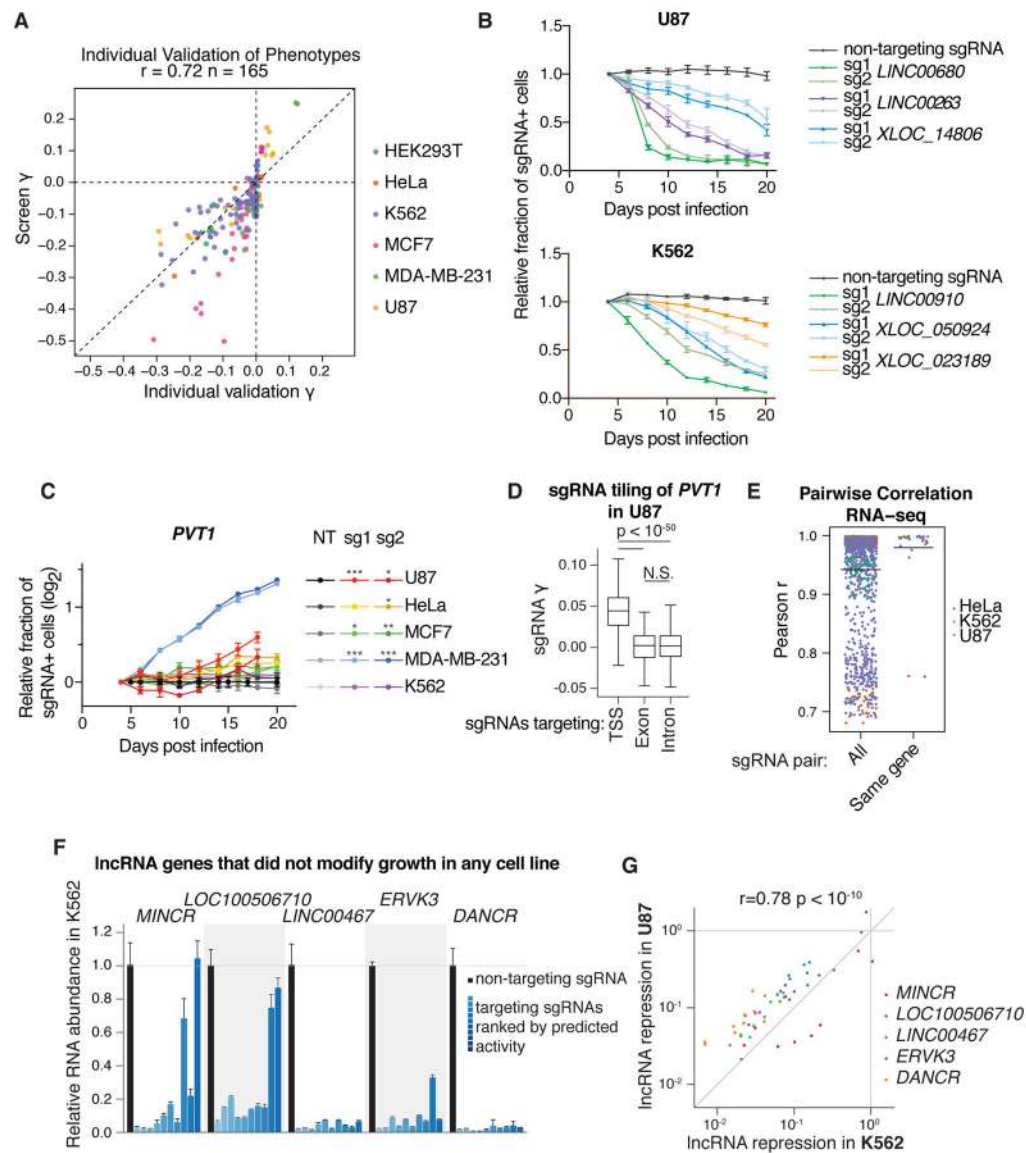 A
Individual Validation of Phenotypes
r = 0.72 n = 165
Screen γ
0.2
0.1
0.0
−0.1
−0.2
−0.3
−0.4
−0.5
−0.5 −0.4 −0.3 −0.2 −0.1 0.0 0.1 0.2
Individual validation γ
HEK293T
HeLa
K562
MCF7
MDA-MB-231
U87
B
U87
Relative fraction of sgRNA+ cells
1.5
1.0
0.5
0.0
0 5 10 15 20
Days post infection
non-targeting sgRNA
sg1
sg2 LINC00680
sg1
sg2 LINC00263
sg1
sg2 XLOC_14806
K562
1.5
1.0
0.5
0.0
0 5 10 15 20
Days post infection
non-targeting sgRNA
sg1
sg2 LINC00910
sg1
sg2 XLOC_050924
sg1
sg2 XLOC_023189
C
PVT1
Relative fraction of
sgRNA+ cells (log2)
1
0
0 5 10 15 20
Days post infection
NT sg1 sg2
*** * U87
* HeLa
* ** MCF7
*** *** MDA-MB-231
K562
D
sgRNA tiling of PVT1
in U87
p < 10-50
N.S.
sgRNA γ
0.10
0.05
0.00
-0.05
sgRNAs targeting:
TSS
Exon
Intron
E
Pairwise Correlation
RNA−seq
Pearson r
1.0
0.9
0.8
0.7
HeLa
K562
U87
sgRNA pair:
All
Same gene
F
lncRNA genes that did not modify growth in any cell line
Relative RNA abundance in K562
1.2
1.0
0.8
0.6
0.4
0.2
0.0
MINCR
LOC100506710
LINC00467
ERVK3
DANCR
non-targeting sgRNA
targeting sgRNAs
ranked by predicted
activity
G
r=0.78 p < 10-10
lncRNA repression in U87
100
10-1
10-2
10-2 10-1 100
lncRNA repression in K562
MINCR
LOC100506710
LINC00467
ERVK3
DANCR